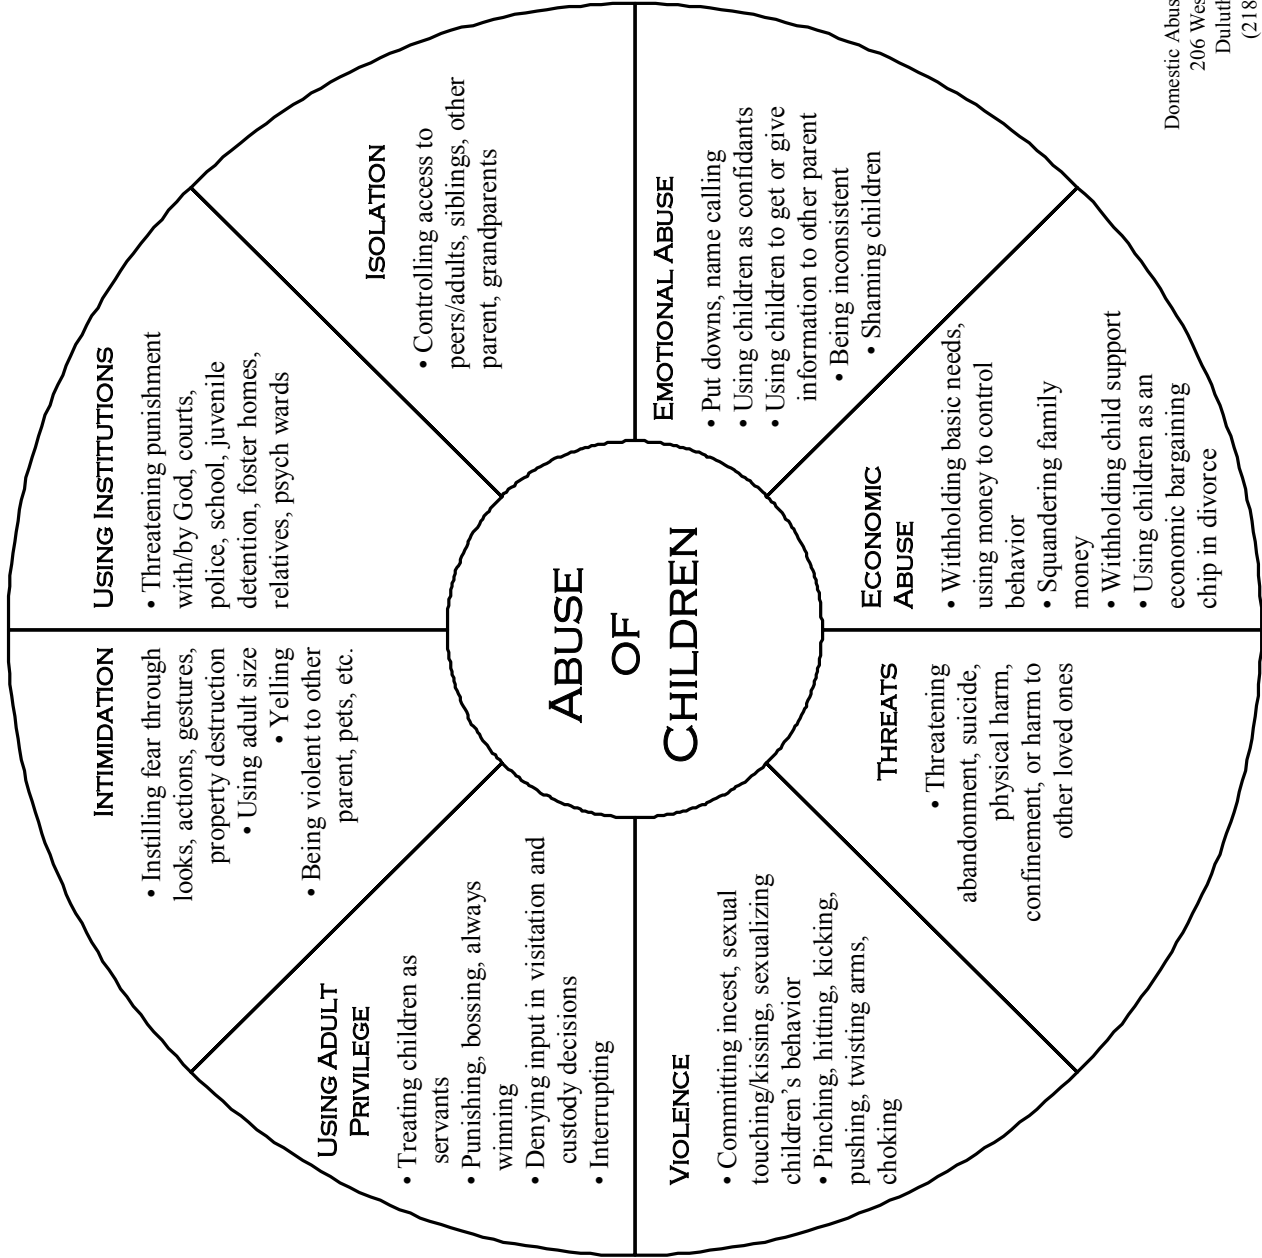 ABUSE
OF
CHILDREN
INTIMIDATION
• Instilling fear through
looks, actions, gestures,
property destruction
• Using adult size
• Yelling
• Being violent to other
parent, pets, etc.
USING INSTITUTIONS
• Threatening punishment
with/by God, courts,
police, school, juvenile
detention, foster homes,
relatives, psych wards
ISOLATION
• Controlling access to
peers/adults, siblings, other
parent, grandparents
EMOTIONAL ABUSE
• Put downs, name calling
• Using children as confidants
• Using children to get or give
information to other parent
• Being inconsistent
• Shaming children
ECONOMIC
ABUSE
• Withholding basic needs,
using money to control
behavior
• Squandering family
money
• Withholding child support
• Using children as an
economic bargaining
chip in divorce
THREATS
• Threatening
abandonment, suicide,
physical harm,
confinement, or harm to
other loved ones
VIOLENCE
• Committing incest, sexual
touching/kissing, sexualizing
children’s behavior
• Pinching, hitting, kicking,
pushing, twisting arms,
choking
USING ADULT
PRIVILEGE
• Treating children as
servants
• Punishing, bossing, always
winning
• Denying input in visitation and
custody decisions
• Interrupting
Domestic Abus
206 Wes
Duluth
(218